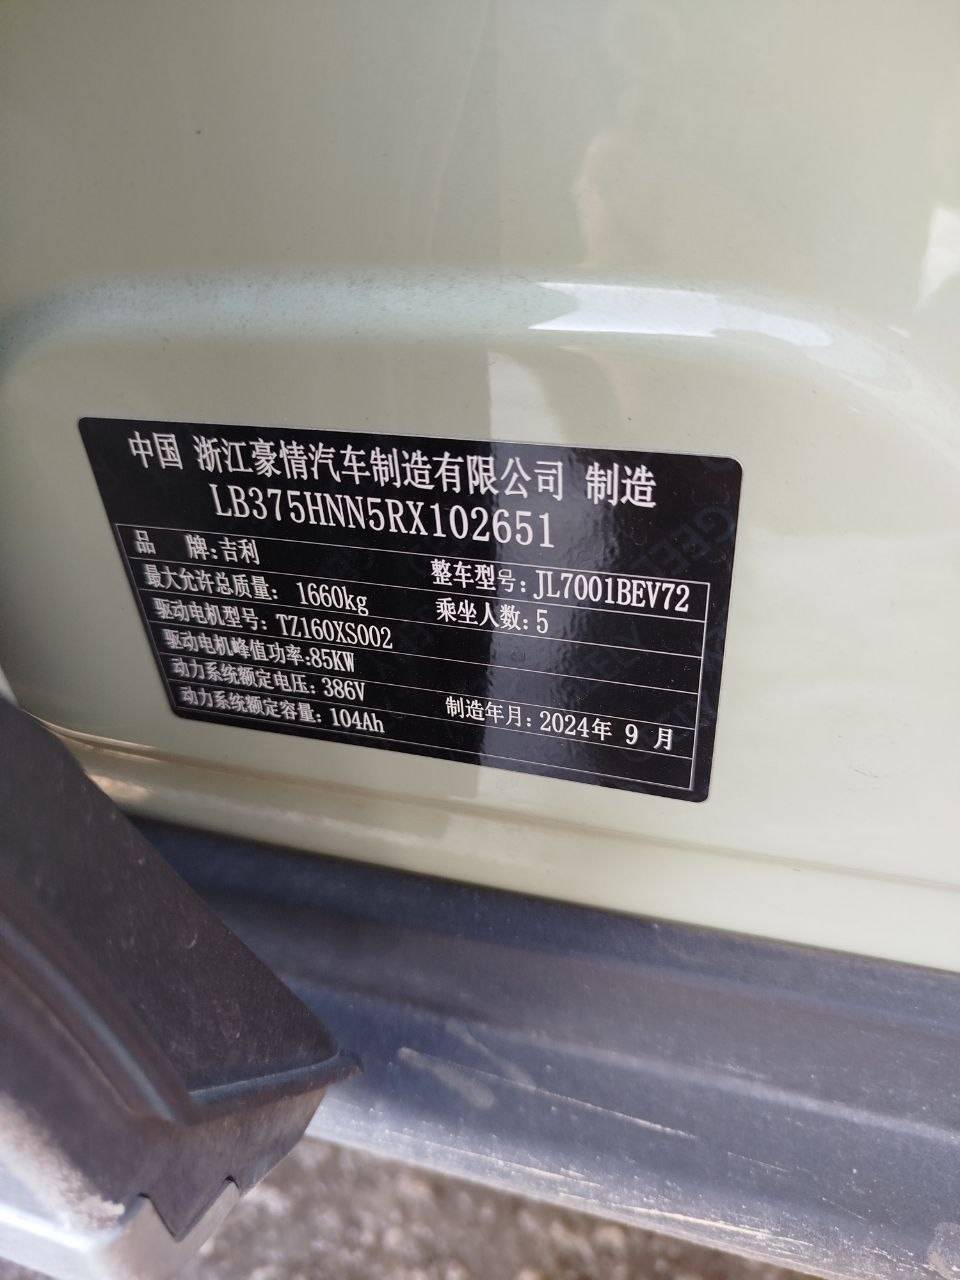 中国 浙江豪情汽车制造有限公司 制造
LB375HNN5RX102651
品 牌:吉利 整车型号:JL7001BEV72
最大允许总质量: 1660kg 乘坐人数:5
驱动电机型号: TZ160XS002
驱动电机峰值功率:85KW
动力系统额定电压: 386V
动力系统额定容量: 104Ah 制造年月: 2024年 9 月